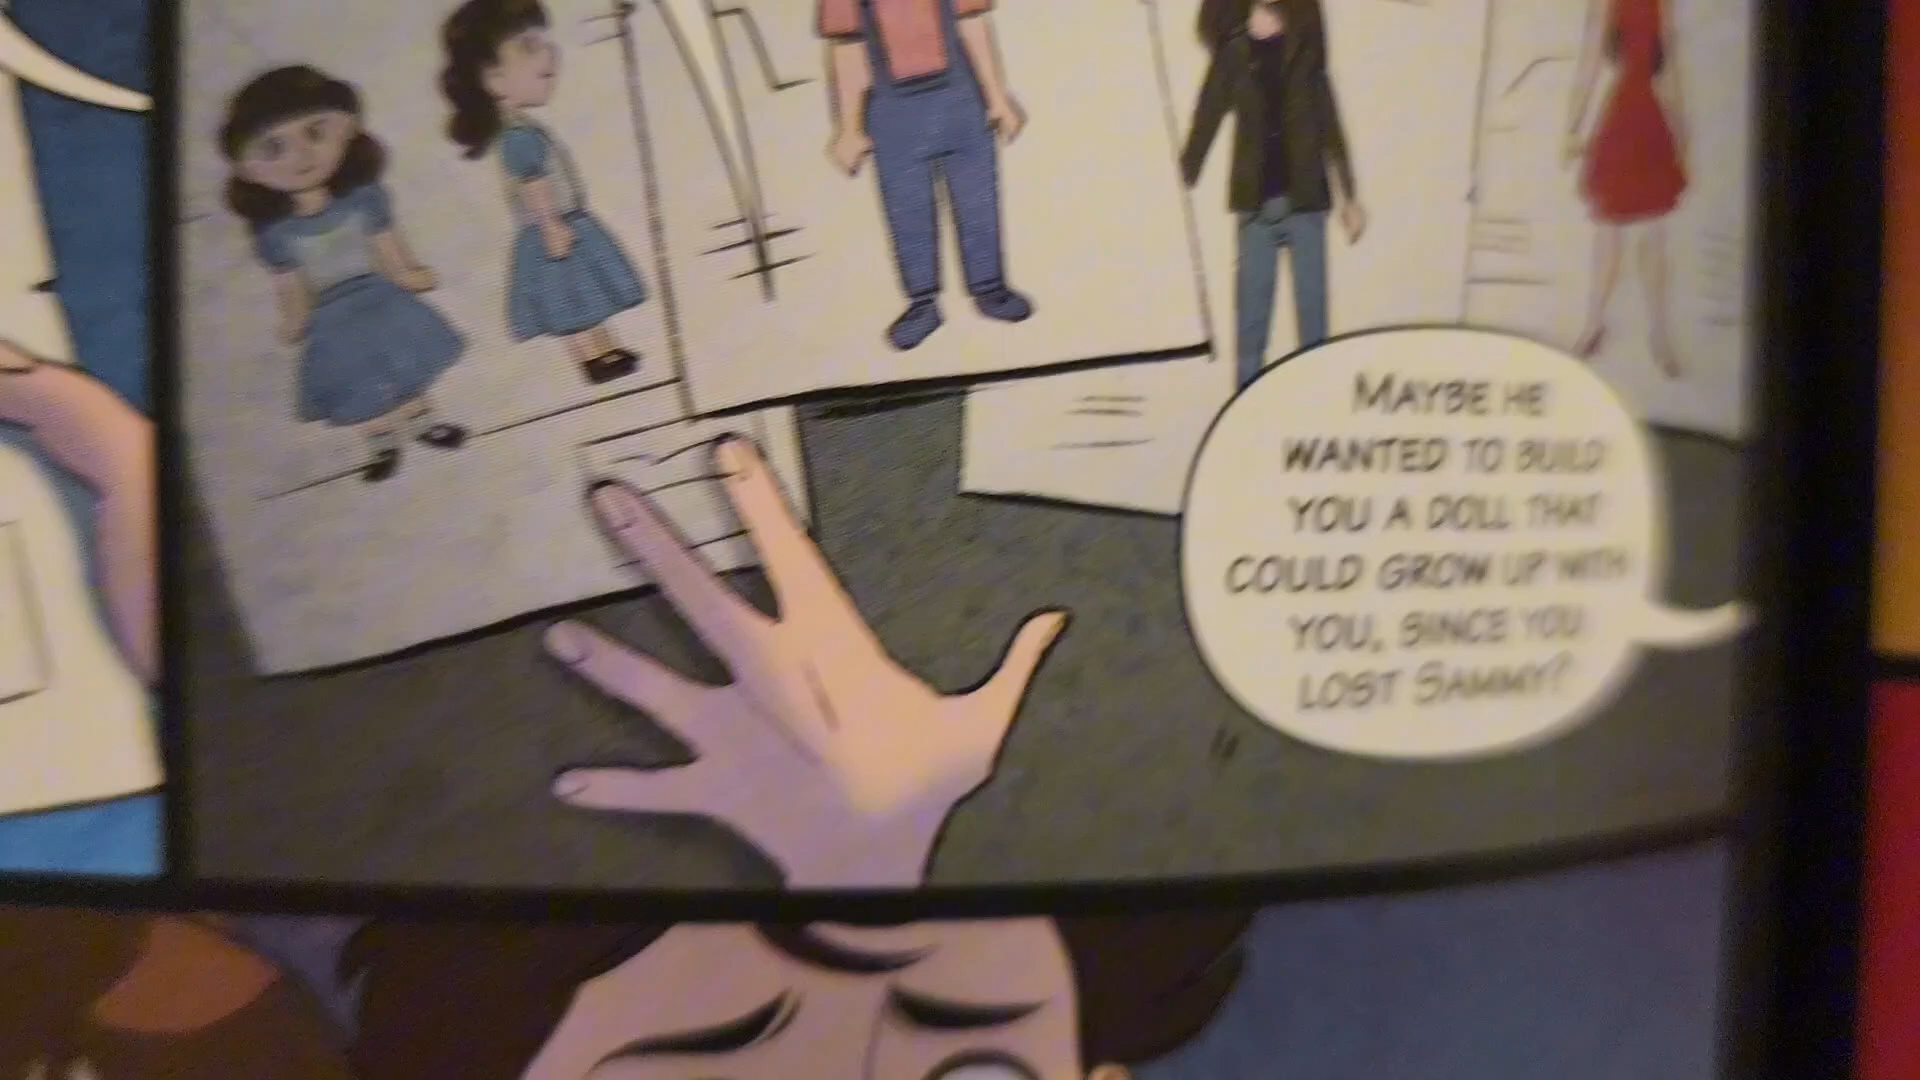 MAYBE HE
WANTED TO BUILD
YOU A DOLL THAT
COULD GROW UP WITH
YOU, SINCE YOU
LOST SAMMY?